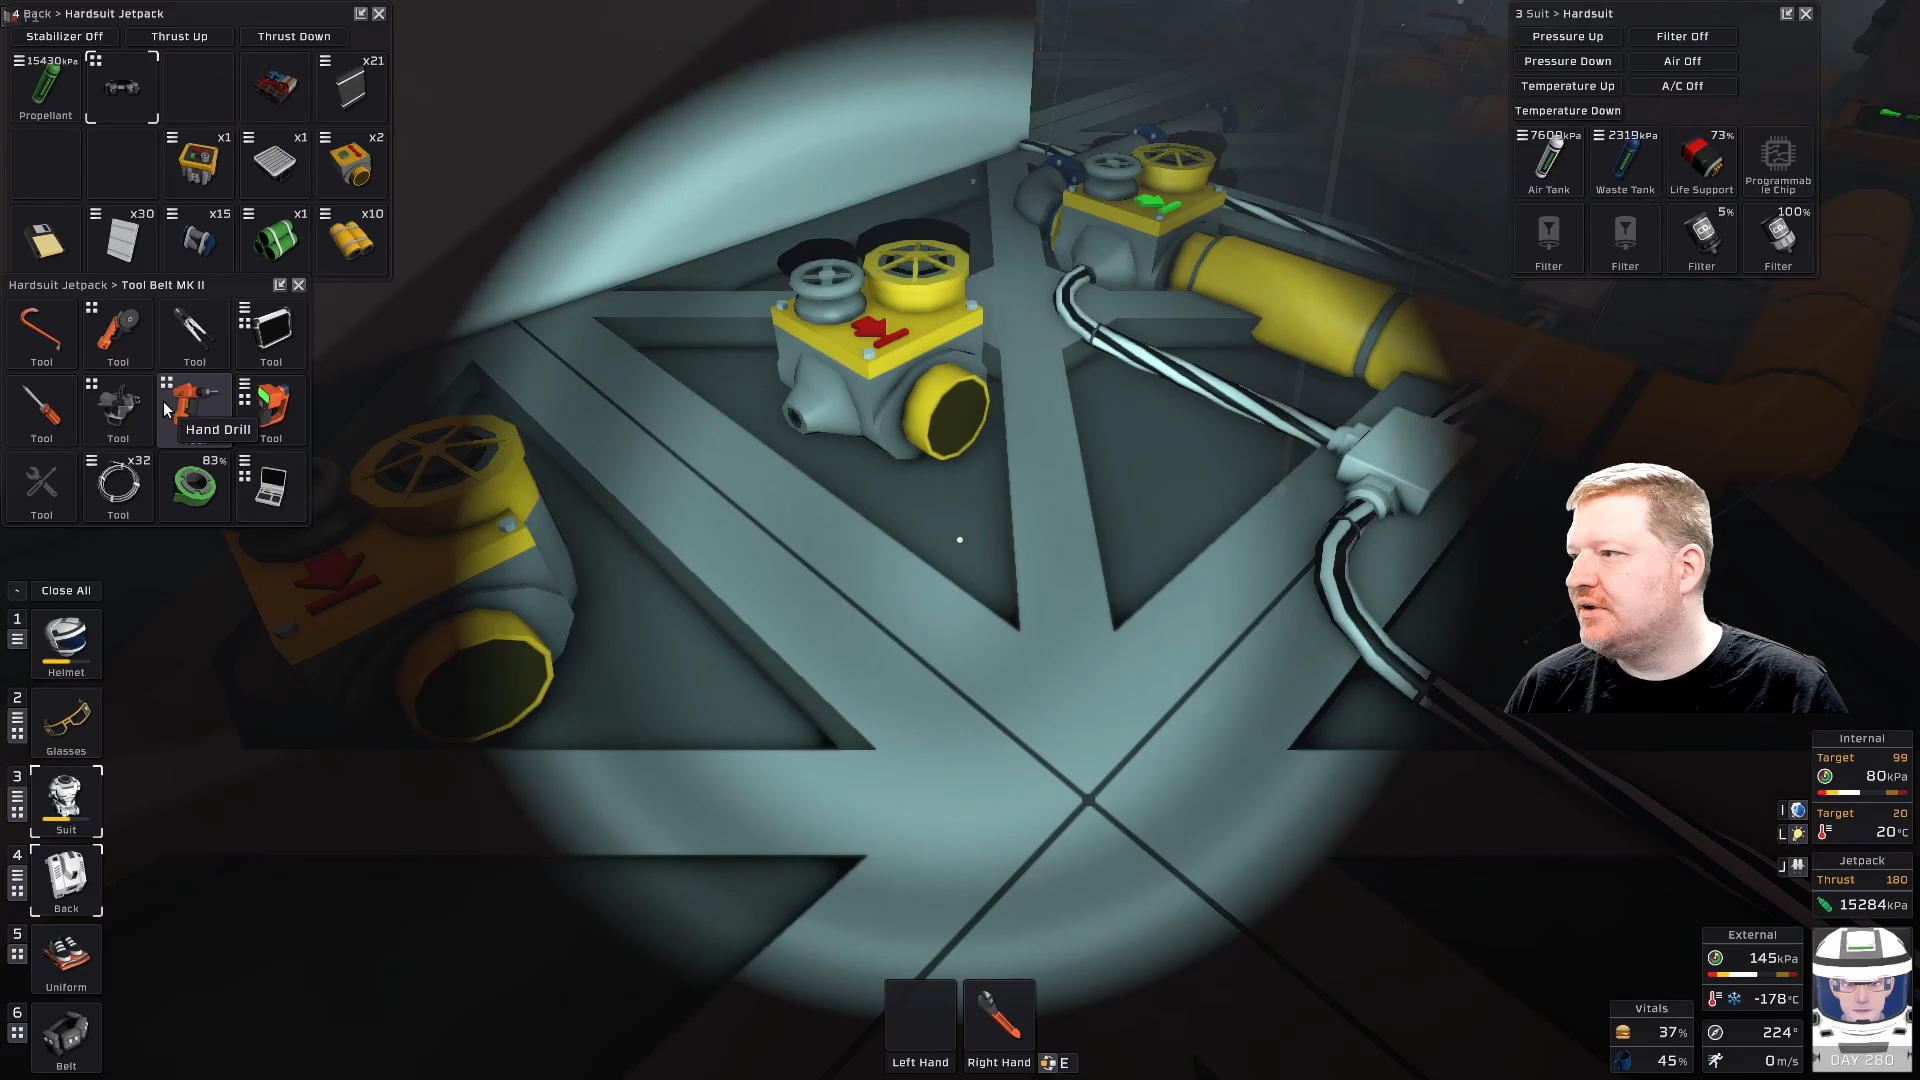 4 Back > Hardsuit Jetpack
Stabilizer Off
Thrust Up
Thrust Down
15430kPa
Propellant
x21
x1
x1
x2
x30
x15
x1
x10
Hardsuit Jetpack > Tool Belt MK II
Tool
Tool
Tool
Tool
Tool
Tool
Tool
Hand Drill
Tool
x32
Tool
83%
~
Close All
1
Helmet
2
Glasses
3
Suit
4
Back
5
Uniform
6
Belt
3 Suit > Hardsuit
Pressure Up
Filter Off
Pressure Down
Air Off
Temperature Up
A/C Off
Temperature Down
7609kPa
Air Tank
2319kPa
Waste Tank
73%
Life Support
Programmab
le Chip
Filter
Filter
5%
Filter
100%
Filter
Left Hand
Right Hand
E
Internal
Target 99
80kPa
I
Target 20
L
20°C
J
Jetpack
Thrust 180
15284kPa
External
145kPa
-178°C
Vitals
37%
224°
45%
0m/s
DAY 280